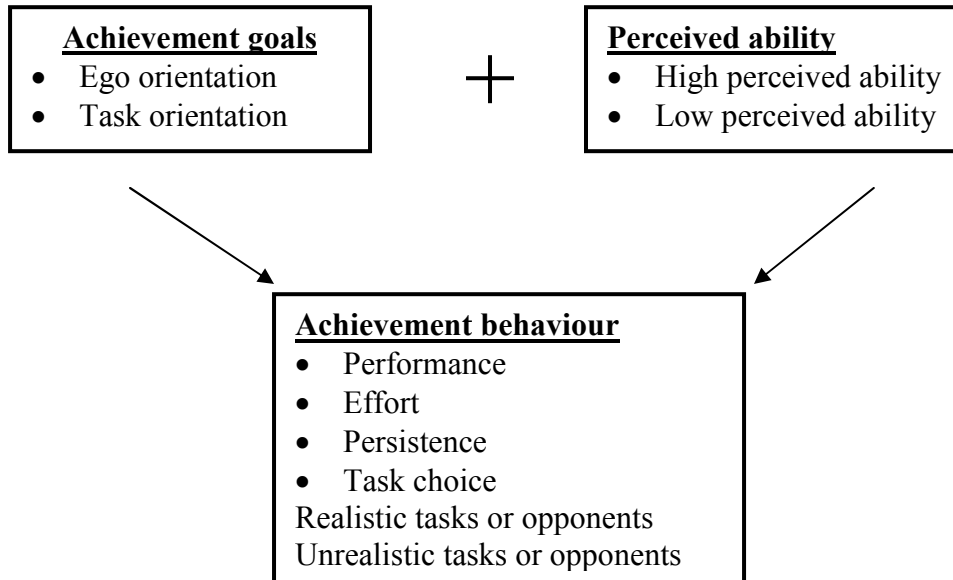 Achievement goals
• Ego orientation
• Task orientation
+
Perceived ability
• High perceived ability
• Low perceived ability
Achievement behaviour
• Performance
• Effort
• Persistence
• Task choice
Realistic tasks or opponents
Unrealistic tasks or opponents